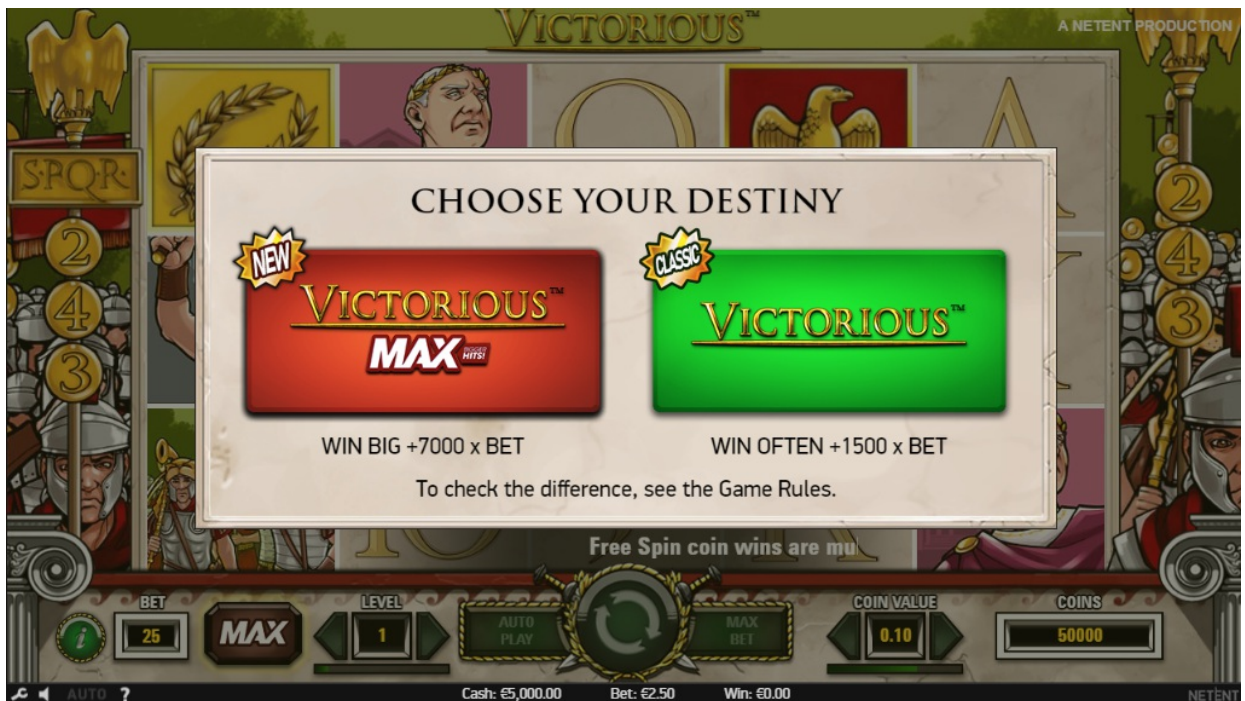 VICTORIOUS™
A NETENT PRODUCTION
S·P·Q·R
Q
A
2
4
3
2
4
3
CHOOSE YOUR DESTINY
NEW
VICTORIOUS™
MAX BIGGER HITS!
CLASSIC
VICTORIOUS™
WIN BIG +7000 x BET
WIN OFTEN +1500 x BET
To check the difference, see the Game Rules.
Free Spin coin wins are mu
BET
25
MAX
LEVEL
1
AUTO PLAY
MAX BET
COIN VALUE
0.10
COINS
50000
AUTO
?
Cash: €5,000.00
Bet: €2.50
Win: €0.00
NETENT